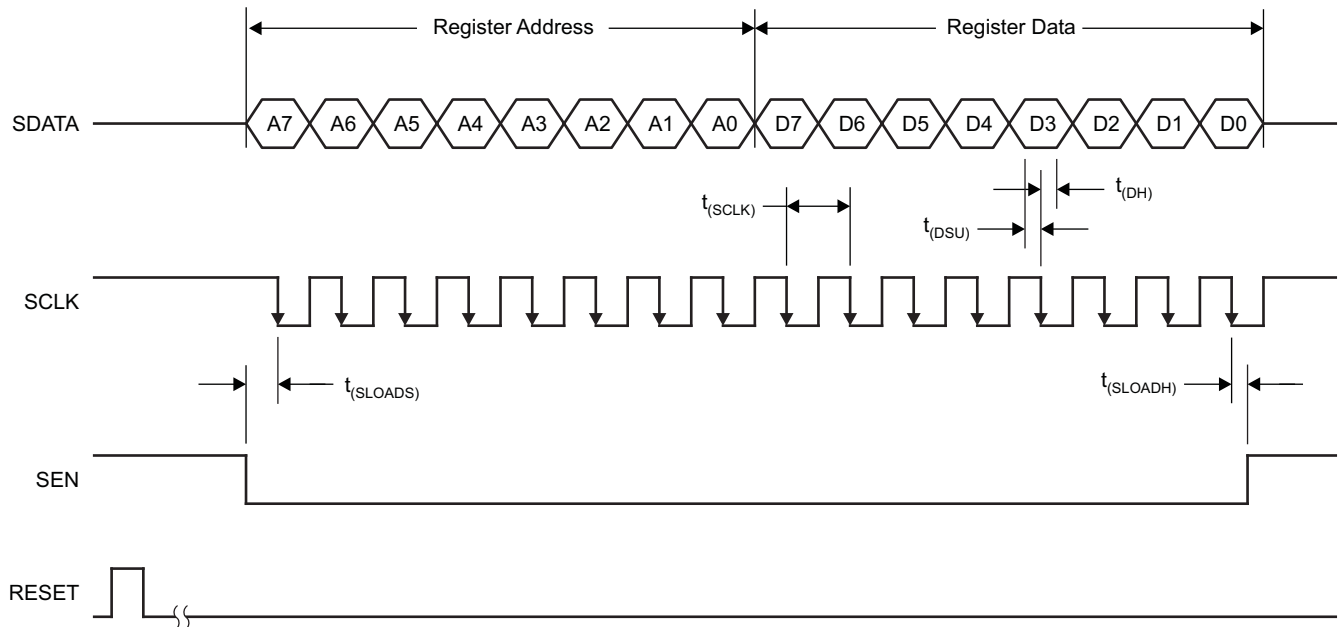 Register Address Register Data
SDATA A7 A6 A5 A4 A3 A2 A1 A0 D7 D6 D5 D4 D3 D2 D1 D0
t(SCLK) t(DH)
t(DSU)
SCLK
t(SLOADS) t(SLOADH)
SEN
RESET